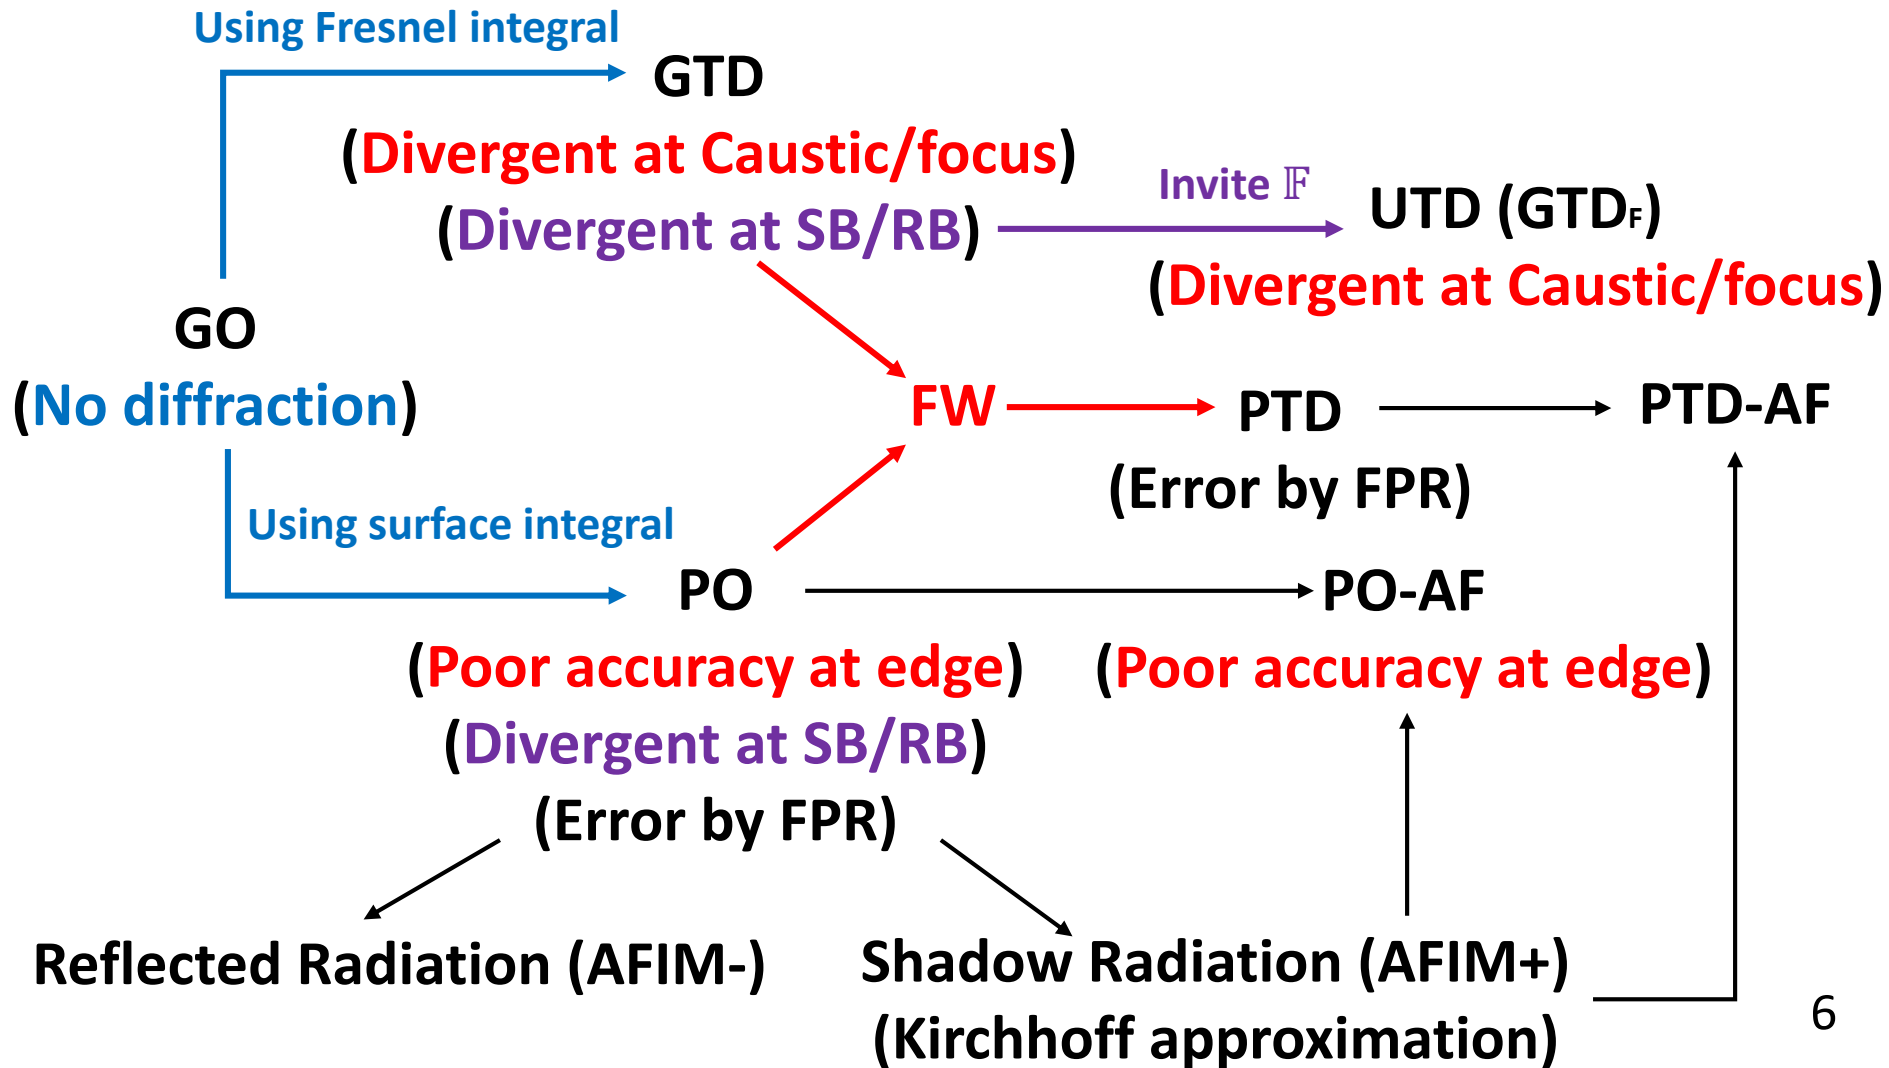 Using Fresnel integral
GTD
(Divergent at Caustic/focus)
(Divergent at SB/RB)
Invite 𝔽
UTD (GTDF)
(Divergent at Caustic/focus)
GO
(No diffraction)
FW
PTD
(Error by FPR)
PTD-AF
Using surface integral
PO
(Poor accuracy at edge)
(Divergent at SB/RB)
(Error by FPR)
PO-AF
(Poor accuracy at edge)
Reflected Radiation (AFIM-)
Shadow Radiation (AFIM+)
(Kirchhoff approximation)
6